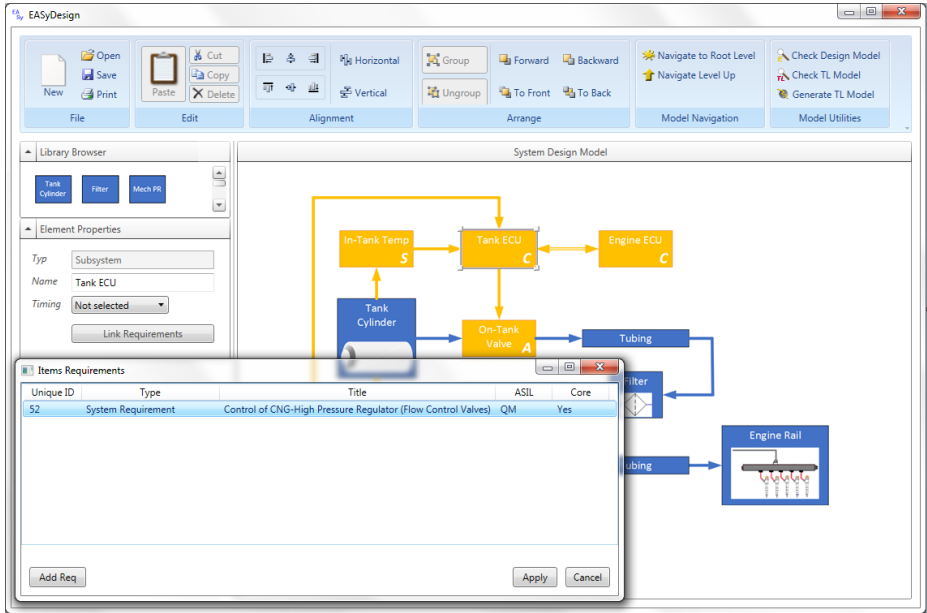 EASy EASyDesign
New
Open
Save
Print
File
Paste
Cut
Copy
Delete
Edit
Horizontal
Vertical
Alignment
Group
Ungroup
Forward
Backward
To Front
To Back
Arrange
Navigate to Root Level
Navigate Level Up
Model Navigation
Check Design Model
TL Check TL Model
Generate TL Model
Model Utilities
Library Browser
Tank
Cylinder
Filter
Mech PR
Element Properties
Typ Subsystem
Name Tank ECU
Timing Not selected
Link Requirements
System Design Model
In-Tank Temp
S
Tank ECU
C
Engine ECU
C
Tank
Cylinder
On-Tank
Valve
A
Tubing
Filter
Engine Rail
ubing
Items Requirements
Unique ID Type Title ASIL Core
52 System Requirement Control of CNG-High Pressure Regulator (Flow Control Valves) QM Yes
Add Req
Apply
Cancel